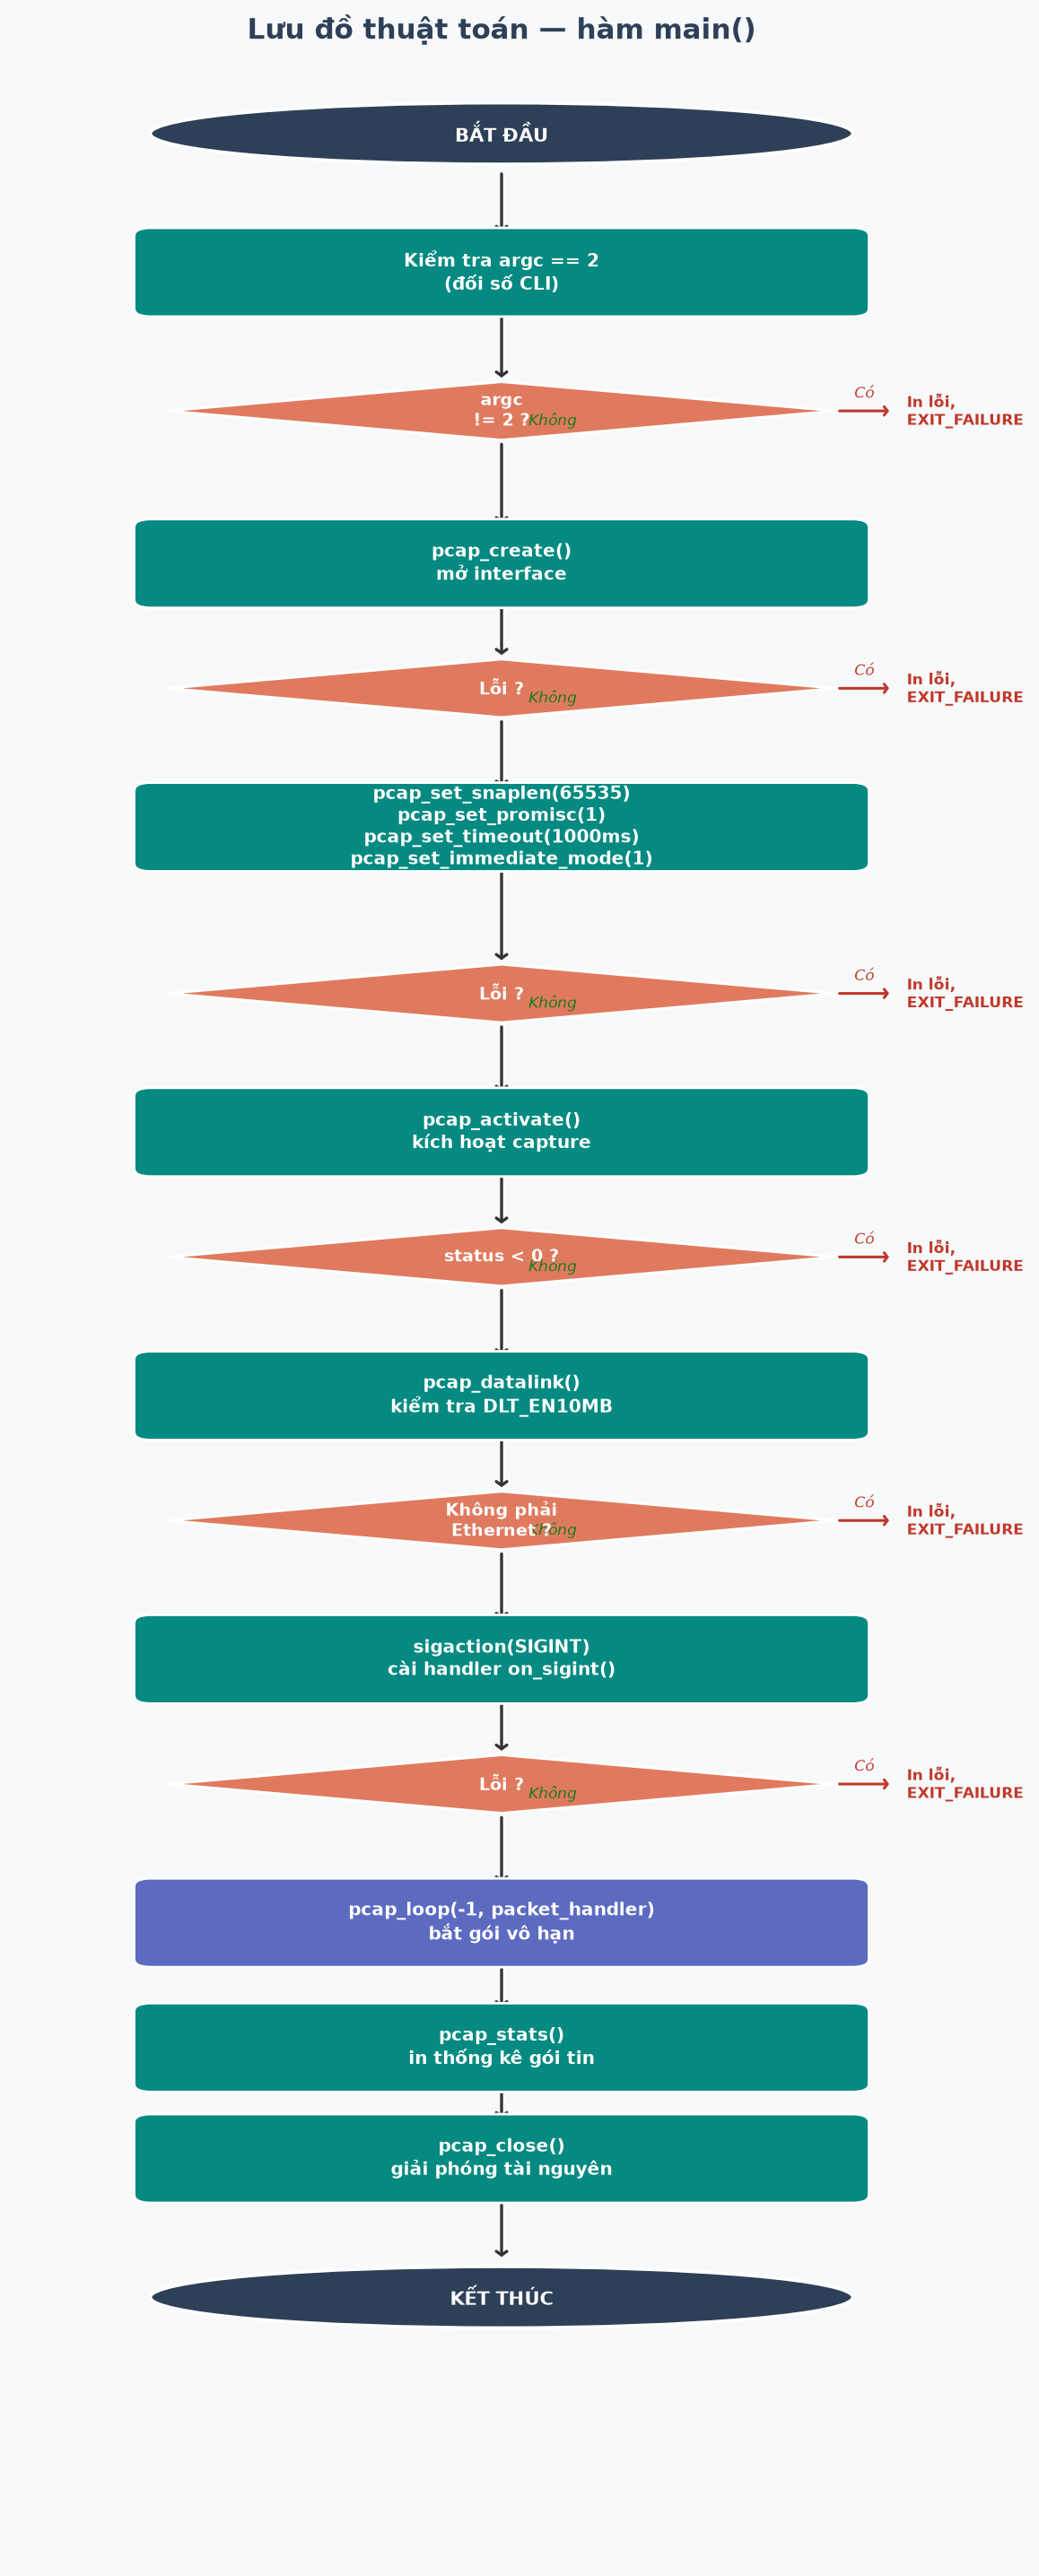 Lưu đồ thuật toán — hàm main()
BẮT ĐẦU
Kiểm tra argc == 2
(đối số CLI)
argc
!= 2 ?
Không
Có
In lỗi,
EXIT_FAILURE
pcap_create()
mở interface
Lỗi ?
Không
Có
In lỗi,
EXIT_FAILURE
pcap_set_snaplen(65535)
pcap_set_promisc(1)
pcap_set_timeout(1000ms)
pcap_set_immediate_mode(1)
Lỗi ?
Không
Có
In lỗi,
EXIT_FAILURE
pcap_activate()
kích hoạt capture
status < 0 ?
Không
Có
In lỗi,
EXIT_FAILURE
pcap_datalink()
kiểm tra DLT_EN10MB
Không phải
Ethernet ?
Không
Có
In lỗi,
EXIT_FAILURE
sigaction(SIGINT)
cài handler on_sigint()
Lỗi ?
Không
Có
In lỗi,
EXIT_FAILURE
pcap_loop(-1, packet_handler)
bắt gói vô hạn
pcap_stats()
in thống kê gói tin
pcap_close()
giải phóng tài nguyên
KẾT THÚC